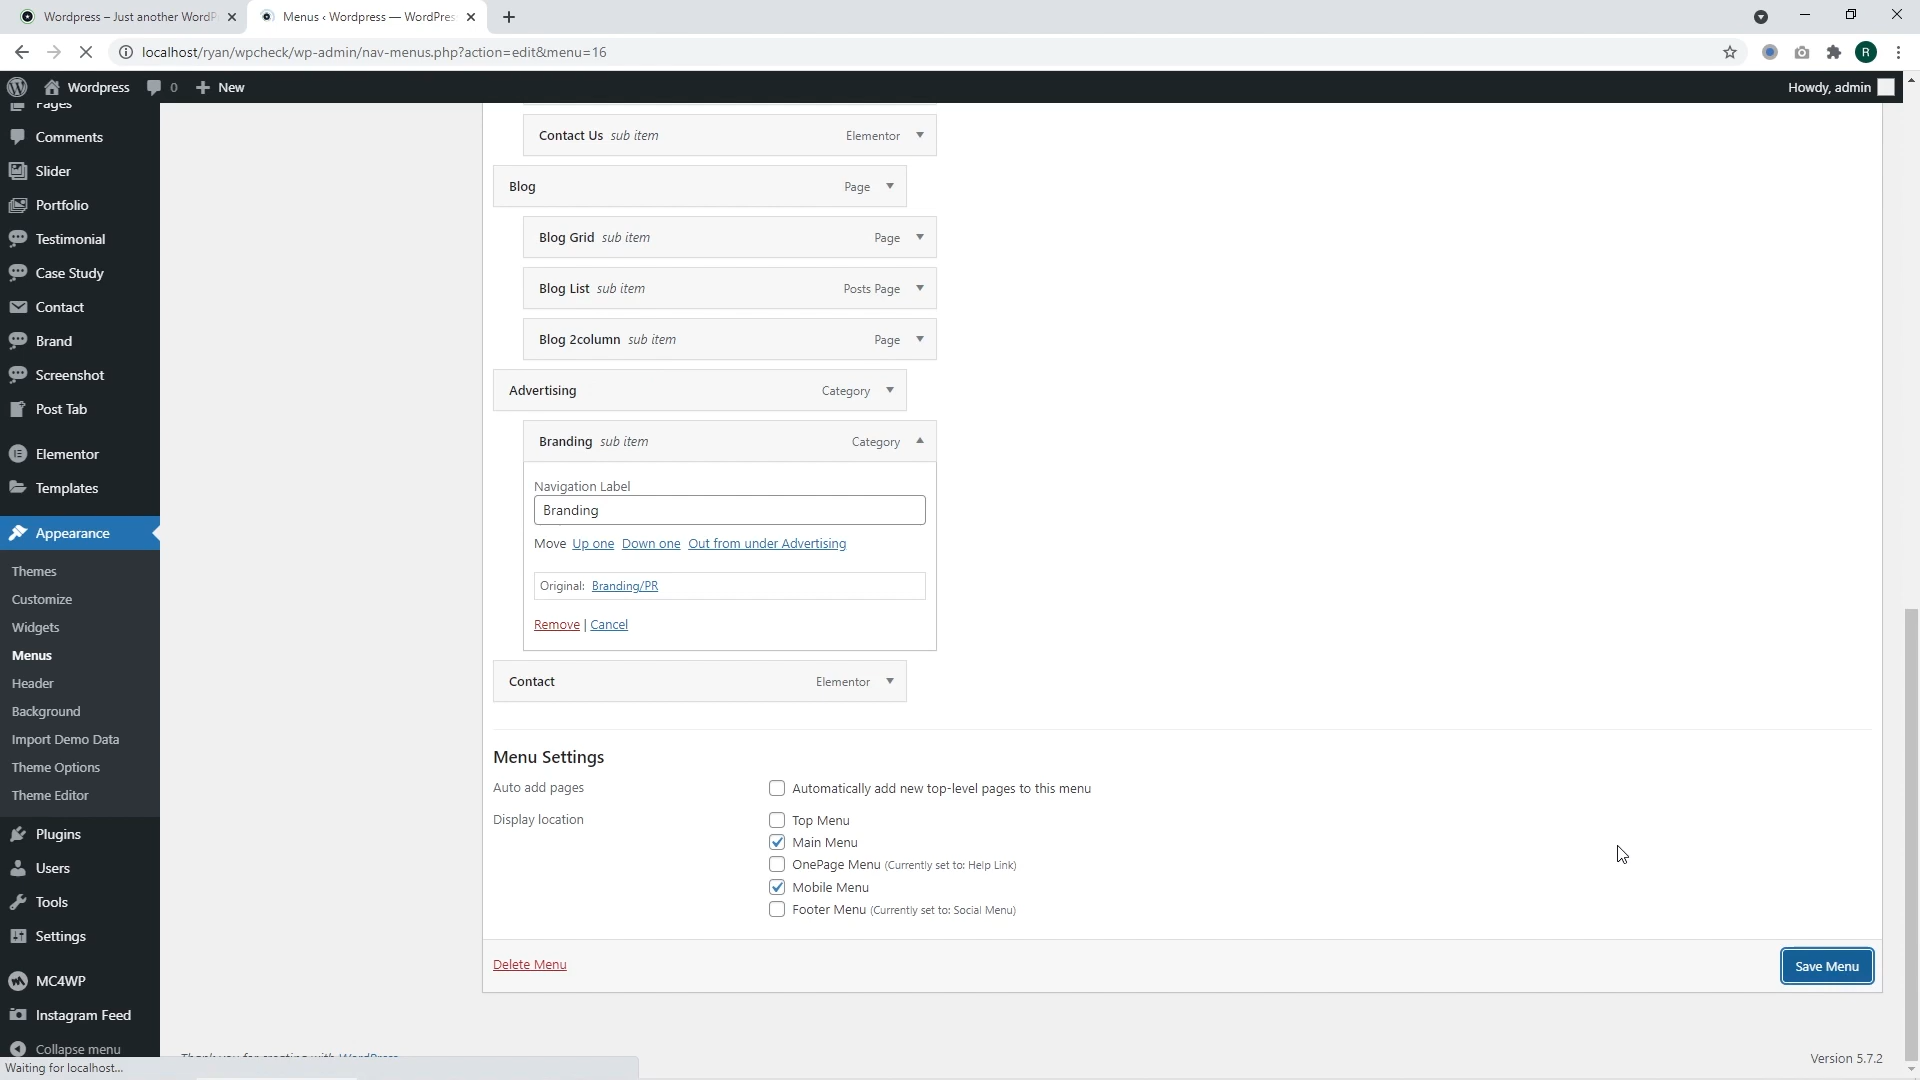 Wordpress – Just another WordP
Menus ‹ Wordpress — WordPres
localhost/ryan/wpcheck/wp-admin/nav-menus.php?action=edit&menu=16
R
Wordpress
0
New
Howdy, admin
Pages
Comments
Slider
Portfolio
Testimonial
Case Study
Contact
Brand
Screenshot
Post Tab
Elementor
Templates
Appearance
Themes
Customize
Widgets
Menus
Header
Background
Import Demo Data
Theme Options
Theme Editor
Plugins
Users
Tools
Settings
MC4WP
Instagram Feed
Collapse menu
Contact Us sub item Elementor
Blog Page
Blog Grid sub item Page
Blog List sub item Posts Page
Blog 2column sub item Page
Advertising Category
Branding sub item Category
Navigation Label
Branding
Move Up one Down one Out from under Advertising
Original: Branding/PR
Remove | Cancel
Contact Elementor
Menu Settings
Auto add pages Automatically add new top-level pages to this menu
Display location Top Menu
Main Menu
OnePage Menu (Currently set to: Help Link)
Mobile Menu
Footer Menu (Currently set to: Social Menu)
Delete Menu
Save Menu
Thank you for creating with WordPress
Version 5.7.2
Waiting for localhost...